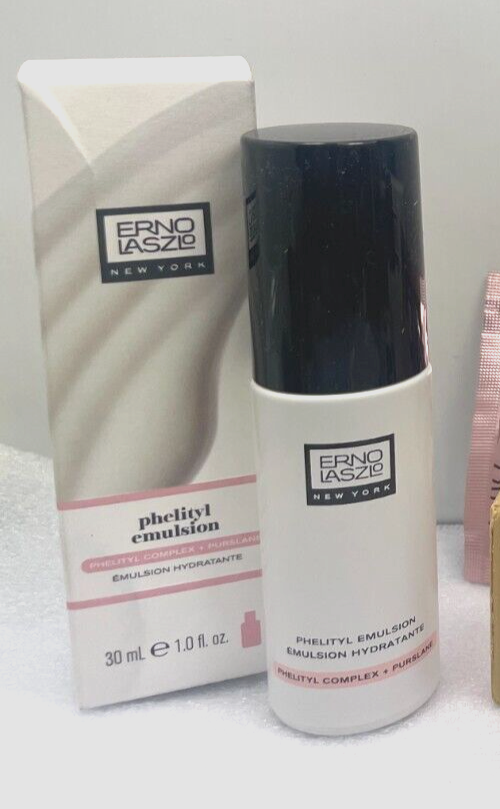 ERNO
LASZLO
NEW YORK
phelityl
emulsion
PHELITYL COMPLEX + PURSLANE
ÉMULSION HYDRATANTE
30 mL e 1.0 fl. oz.
ERNO
LASZLO
NEW YORK
PHELITYL EMULSION
EMULSION HYDRATANTE
PHELITYL COMPLEX + PURSLANE